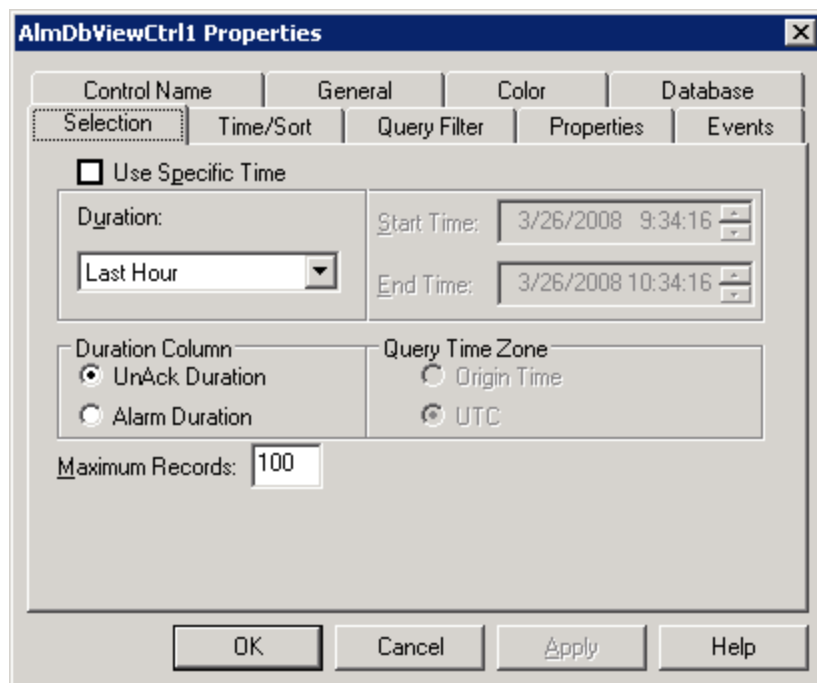 AlmDbViewCtrl1 Properties
Control Name General Color Database
Selection Time/Sort Query Filter Properties Events
Use Specific Time
Duration:
Last Hour
Start Time: 3/26/2008 9:34:16
End Time: 3/26/2008 10:34:16
Duration Column
UnAck Duration
Alarm Duration
Query Time Zone
Origin Time
UTC
Maximum Records: 100
OK Cancel Apply Help